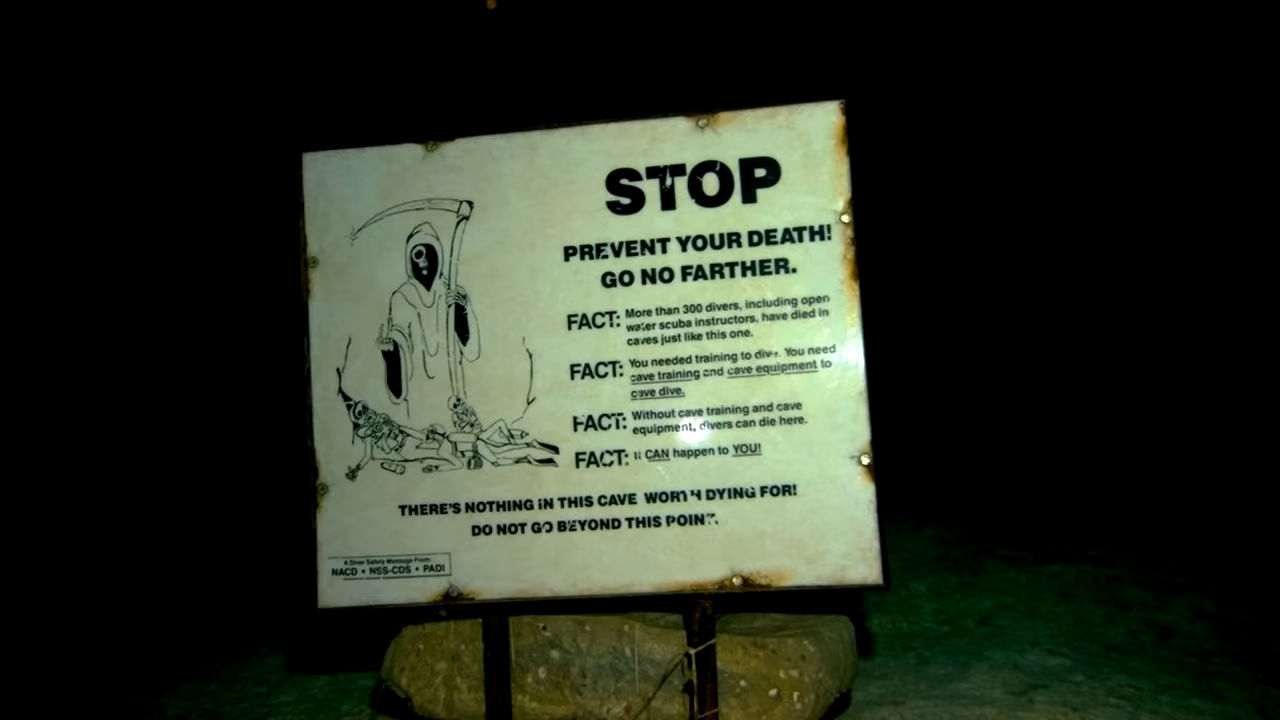 STOP
PREVENT YOUR DEATH!
GO NO FARTHER.
FACT: More than 300 divers, including open
water scuba instructors, have died in
caves just like this one.
FACT: You needed training to dive. You need
cave training and cave equipment to
cave dive.
FACT: Without cave training and cave
equipment, divers can die here.
FACT: It CAN happen to YOU!
THERE'S NOTHING IN THIS CAVE WORTH DYING FOR!
DO NOT GO BEYOND THIS POINT.
A Diver Safety Message From:
NACD • NSS-CDS • PADI